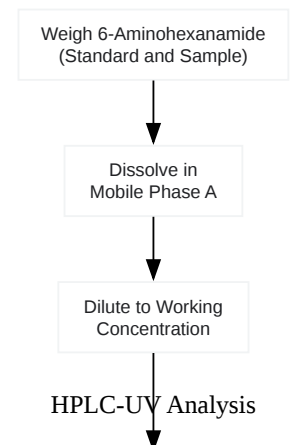 Weigh 6-Aminohexanamide
(Standard and Sample)
Dissolve in
Mobile Phase A
Dilute to Working
Concentration
HPLC-UV Analysis